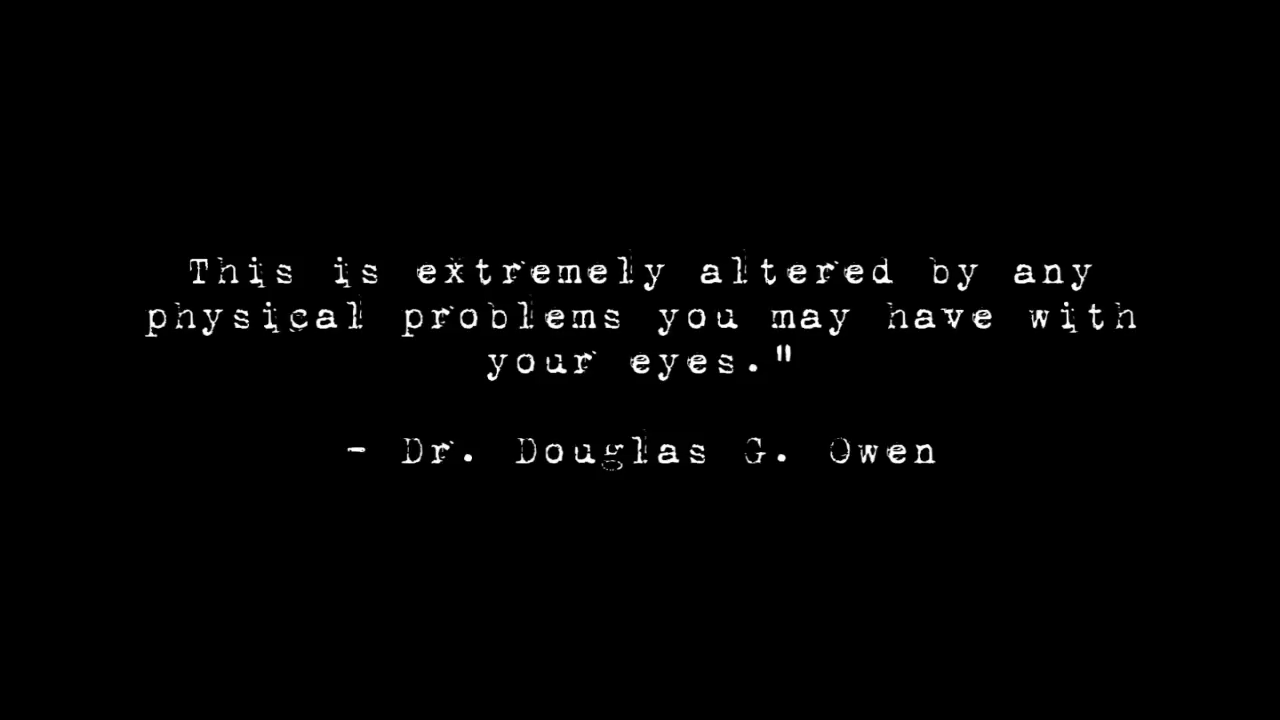 This is extremely altered by any
physical problems you may have with
your eyes."
- Dr. Douglas G. Owen